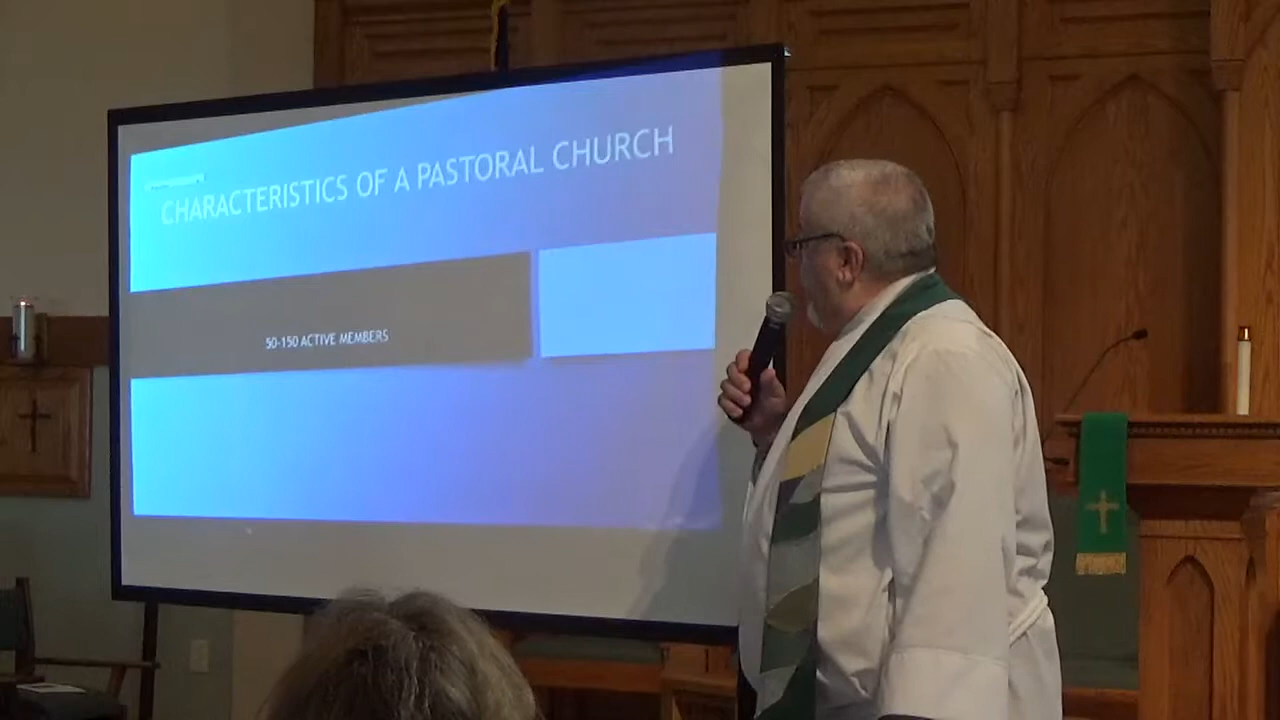 CHARACTERISTICS OF A PASTORAL CHURCH
50-150 ACTIVE MEMBERS